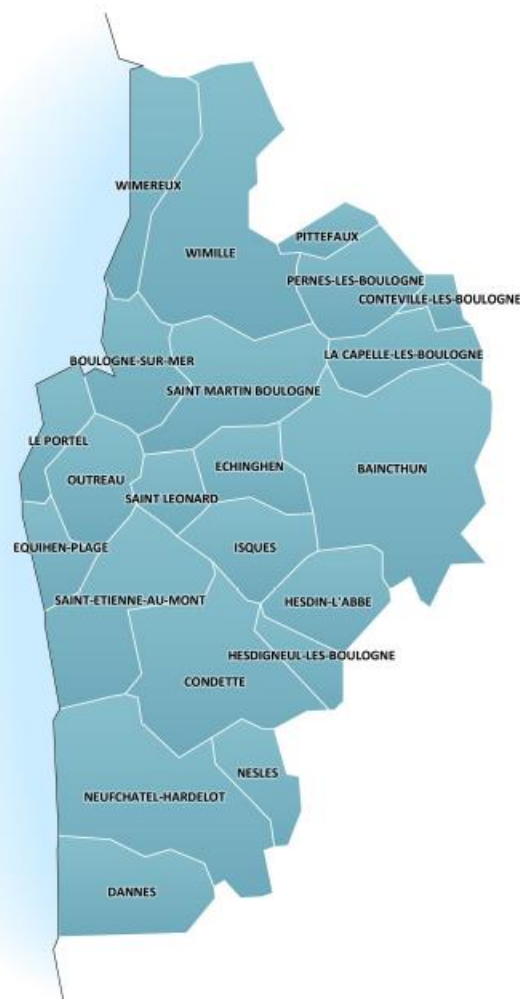 WIMEREUX
PITTEFAUX
WIMILLE
PERNES-LES-BOULOGNE
CONTEVILLE-LES-BOULOGNE
LA CAPELLE-LES-BOULOGNE
BOULOGNE-SUR-MER
SAINT MARTIN BOULOGNE
LE PORTEL
ECHINGHEN
BAINCTHUN
OUTREAU
SAINT LEONARD
EQUIHEN-PLAGE
ISQUES
SAINT-ETIENNE-AU-MONT
HESDIN-L'ABBE
HESDIGNEUL-LES-BOULOGNE
CONDETTE
NESLES
NEUFCHATEL-HARDELOT
DANNES